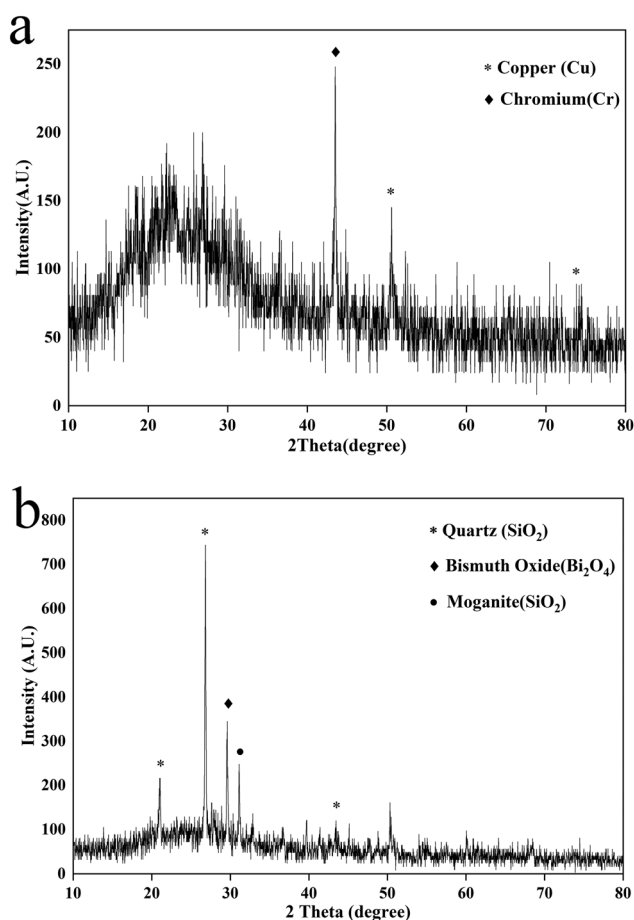 a
* Copper (Cu)
♦ Chromium(Cr)
Intensity(A.U.)
250
200
150
100
50
0
10 20 30 40 50 60 70 80
2Theta(degree)
b
* Quartz (SiO₂)
♦ Bismuth Oxide(Bi₂O₄)
● Moganite(SiO₂)
Intensity (A.U.)
800
700
600
500
400
300
200
100
0
10 20 30 40 50 60 70 80
2 Theta (degree)